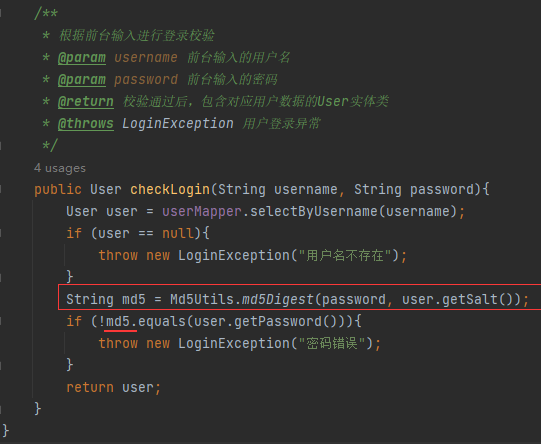 /**
* 根据前台输入进行登录校验
* @param username 前台输入的用户名
* @param password 前台输入的密码
* @return 校验通过后，包含对应用户数据的User实体类
* @throws LoginException 用户登录异常
*/
4 usages
public User checkLogin(String username, String password){
User user = userMapper.selectByUsername(username);
if (user == null){
throw new LoginException("用户名不存在");
}
String md5 = Md5Utils.md5Digest(password, user.getSalt());
if (!md5.equals(user.getPassword())){
throw new LoginException("密码错误");
}
return user;
}
}